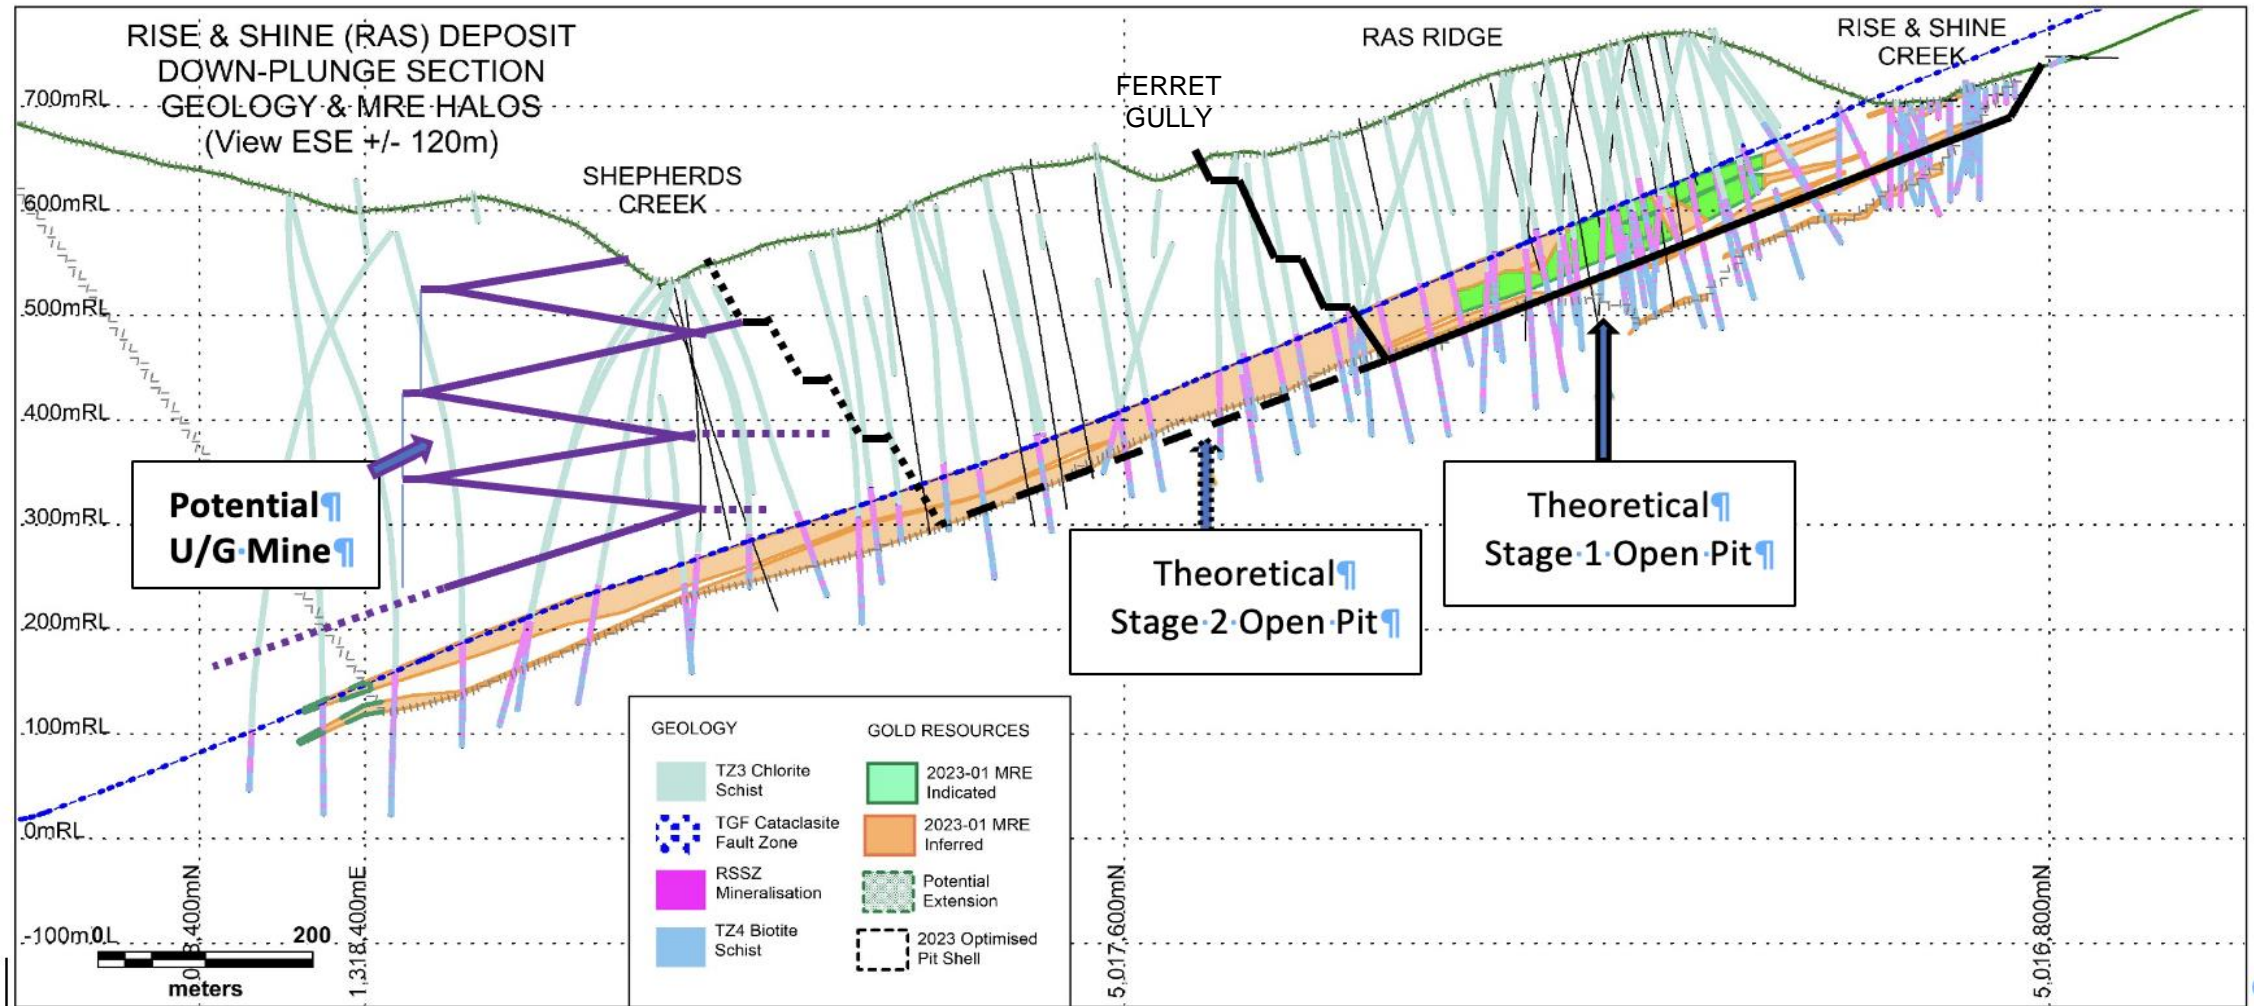 RISE & SHINE (RAS) DEPOSIT
DOWN-PLUNGE SECTION
GEOLOGY & MRE HALOS
(View ESE +/- 120m)
SHEPHERDS
CREEK
FERRET
GULLY
RAS RIDGE
RISE & SHINE
CREEK
700mRL
600mRL
500mRL
400mRL
300mRL
200mRL
100mRL
0mRL
Potential¶
U/G·Mine¶
Theoretical¶
Stage·2·Open·Pit¶
Theoretical¶
Stage·1·Open·Pit¶
GEOLOGY
TZ3 Chlorite
Schist
TGF Cataclasite
Fault Zone
RSSZ
Mineralisation
TZ4 Biotite
Schist
GOLD RESOURCES
2023-01 MRE
Indicated
2023-01 MRE
Inferred
Potential
Extension
2023 Optimised
Pit Shell
0
200
meters
1,318,400mE
5,017,600mN
5,016,800mN